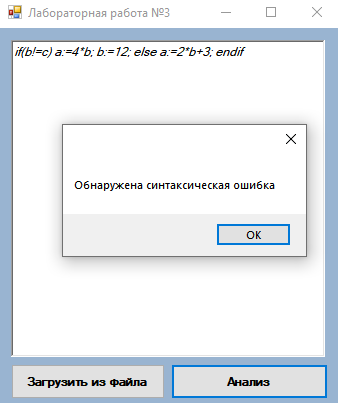 Лабораторная работа №3
if(b!=c) a:=4*b; b:=12; else a:=2*b+3; endif
Обнаружена синтаксическая ошибка
OK
Загрузить из файла
Анализ